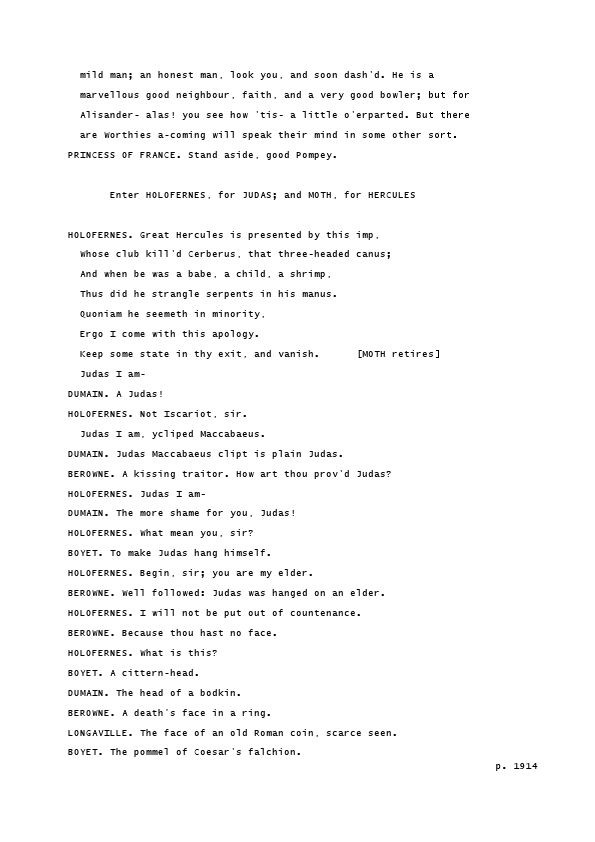 mild man; an honest man, look you, and soon dash'd. He is a
marvellous good neighbour, faith, and a very good bowler; but for
Alisander- alas! you see how 'tis- a little o'erparted. But there
are Worthies a-coming will speak their mind in some other sort.
PRINCESS OF FRANCE. Stand aside, good Pompey.
Enter HOLOFERNES, for JUDAS; and MOTH, for HERCULES
HOLOFERNES. Great Hercules is presented by this imp,
Whose club kill'd Cerberus, that three-headed canus;
And when be was a babe, a child, a shrimp,
Thus did he strangle serpents in his manus.
Quoniam he seemeth in minority,
Ergo I come with this apology.
Keep some state in thy exit, and vanish. [MOTH retires]
Judas I am-
DUMAIN. A Judas!
HOLOFERNES. Not Iscariot, sir.
Judas I am, ycliped Maccabaeus.
DUMAIN. Judas Maccabaeus clipt is plain Judas.
BEROWNE. A kissing traitor. How art thou prov'd Judas?
HOLOFERNES. Judas I am-
DUMAIN. The more shame for you, Judas!
HOLOFERNES. What mean you, sir?
BOYET. To make Judas hang himself.
HOLOFERNES. Begin, sir; you are my elder.
BEROWNE. Well followed: Judas was hanged on an elder.
HOLOFERNES. I will not be put out of countenance.
BEROWNE. Because thou hast no face.
HOLOFERNES. What is this?
BOYET. A cittern-head.
DUMAIN. The head of a bodkin.
BEROWNE. A death's face in a ring.
LONGAVILLE. The face of an old Roman coin, scarce seen.
BOYET. The pommel of Coesar's falchion.
p. 1914